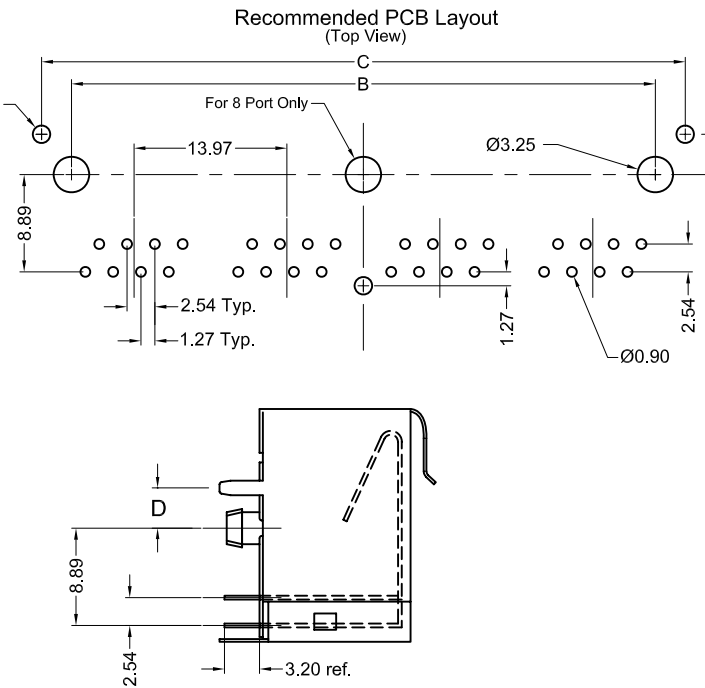 Recommended PCB Layout
(Top View)
C
B
For 8 Port Only
13.97
Ø3.25
8.89
2.54 Typ.
1.27 Typ.
1.27
2.54
Ø0.90
D
8.89
2.54
3.20 ref.